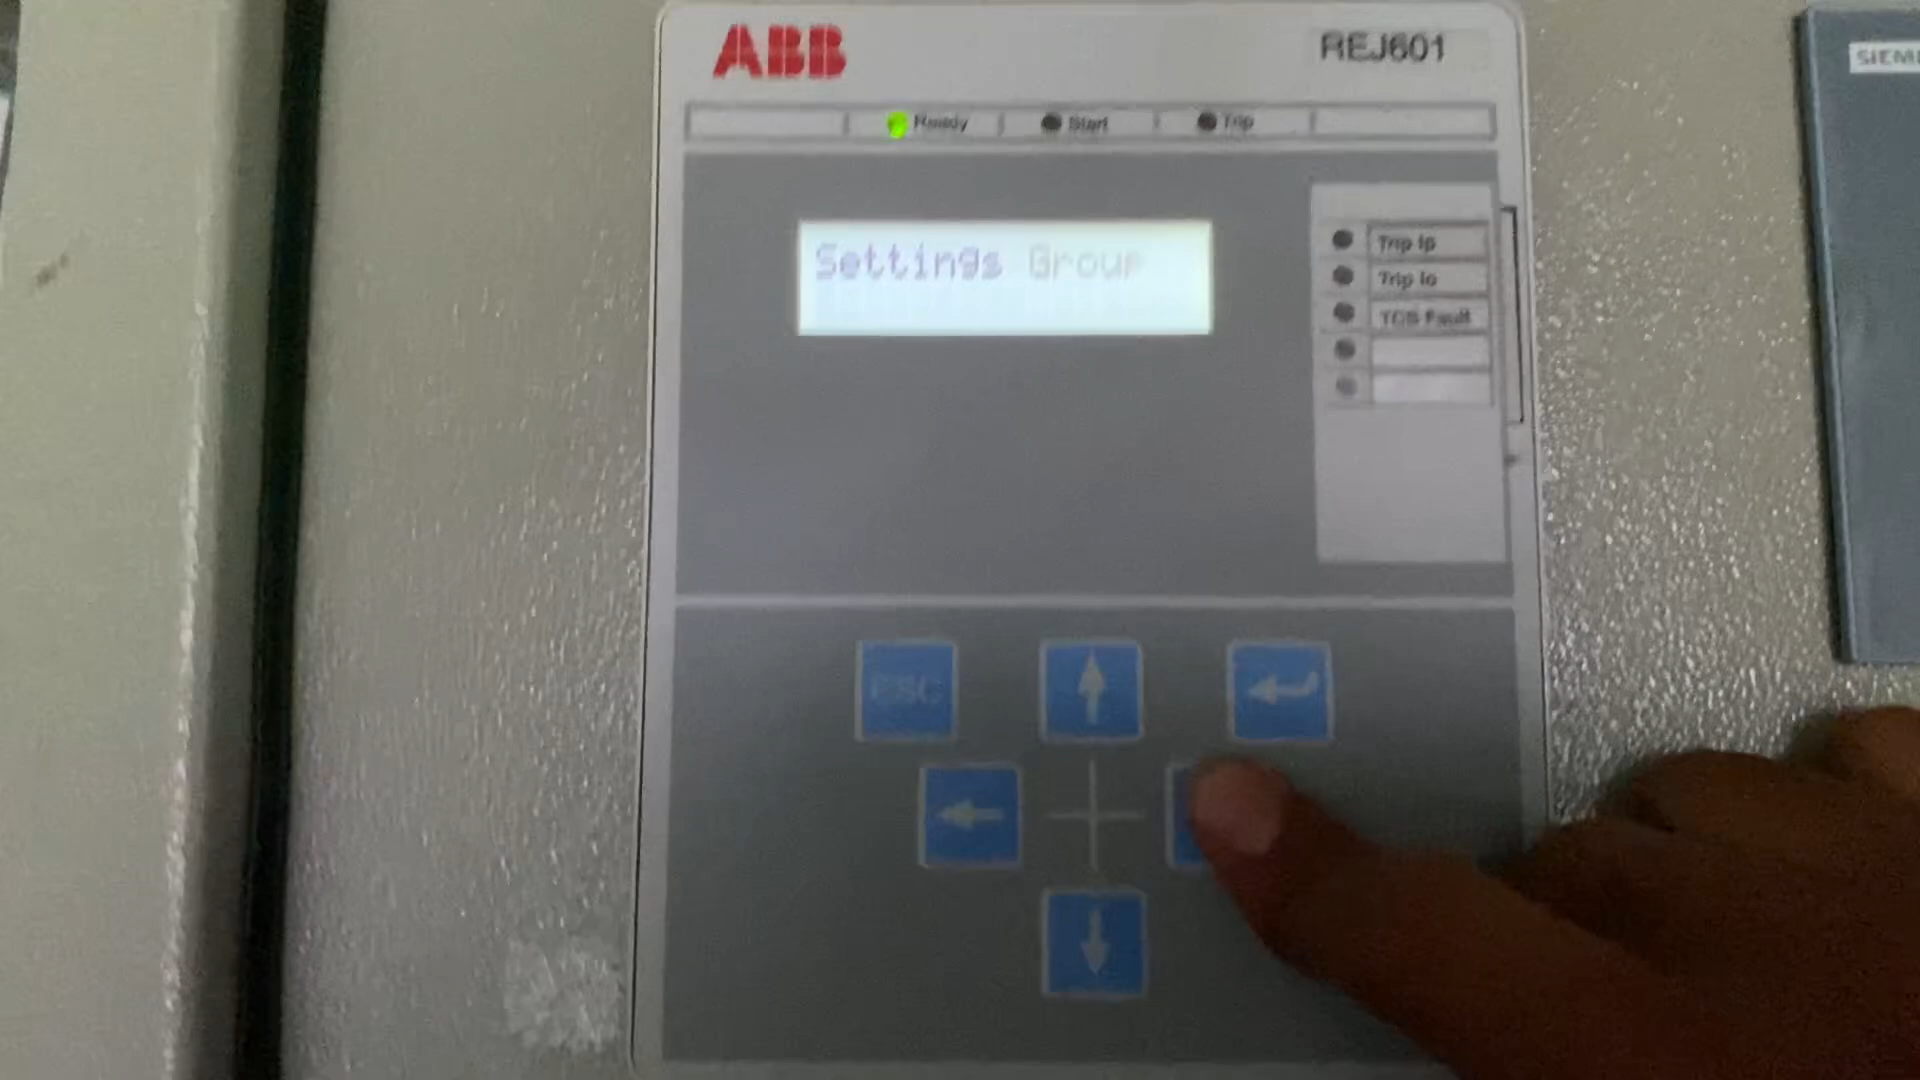 ABB
REJ601
SIEM
Ready
Start
Trip
Settings Group
Trip Ip
Trip Io
TCS Fault
ESC